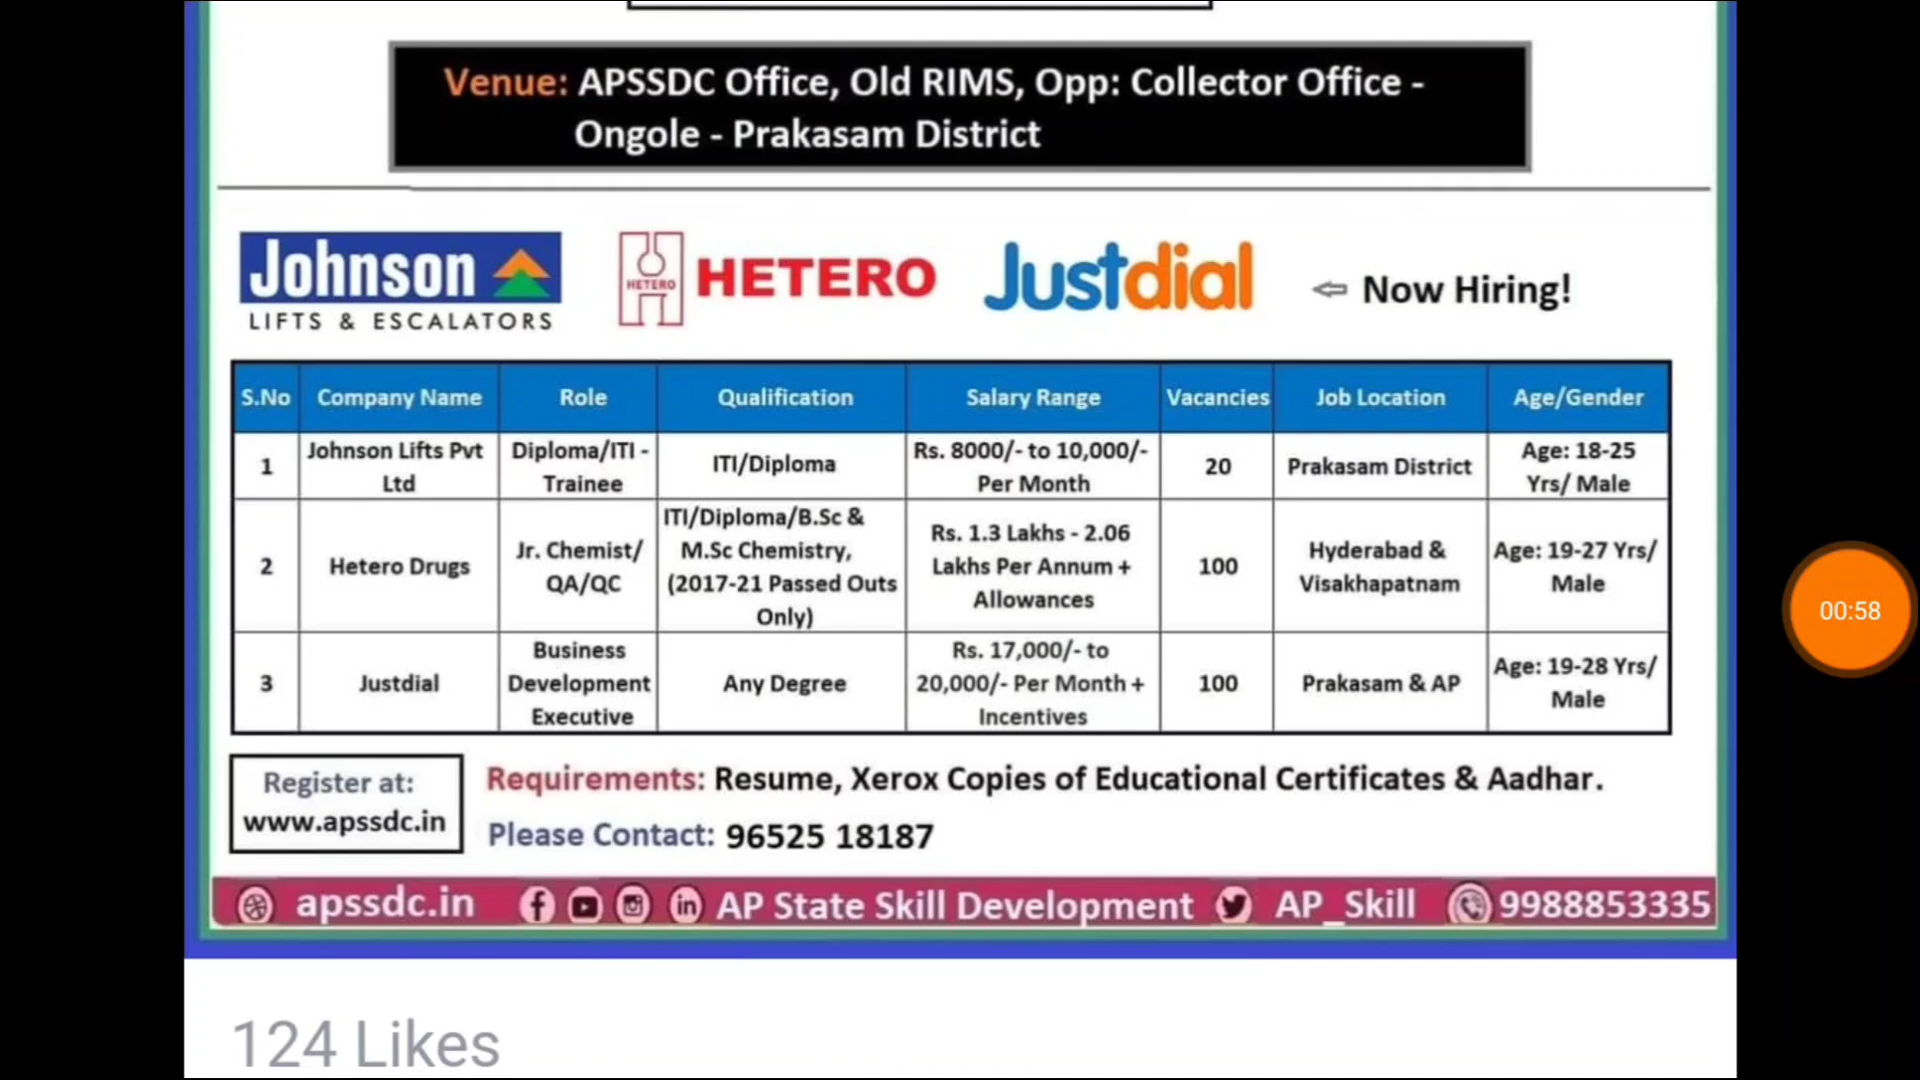 Venue: APSSDC Office, Old RIMS, Opp: Collector Office -
Ongole - Prakasam District
Johnson
LIFTS & ESCALATORS
HETERO
HETERO
Justdial
Now Hiring!
S.No Company Name Role Qualification Salary Range Vacancies Job Location Age/Gender
1 Johnson Lifts Pvt Ltd Diploma/ITI - Trainee ITI/Diploma Rs. 8000/- to 10,000/- Per Month 20 Prakasam District Age: 18-25 Yrs/ Male
2 Hetero Drugs Jr. Chemist/ QA/QC ITI/Diploma/B.Sc & M.Sc Chemistry, (2017-21 Passed Outs Only) Rs. 1.3 Lakhs - 2.06 Lakhs Per Annum + Allowances 100 Hyderabad & Visakhapatnam Age: 19-27 Yrs/ Male
3 Justdial Business Development Executive Any Degree Rs. 17,000/- to 20,000/- Per Month + Incentives 100 Prakasam & AP Age: 19-28 Yrs/ Male
Register at:
www.apssdc.in
Requirements: Resume, Xerox Copies of Educational Certificates & Aadhar.
Please Contact: 96525 18187
apssdc.in AP State Skill Development AP_Skill 9988853335
124 Likes
00:58